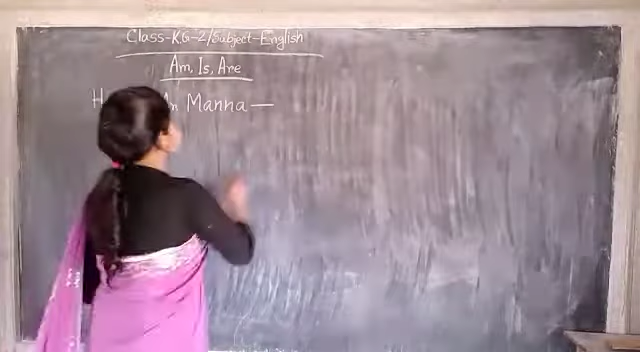 Class-KG-2/Subject-English
Am, Is, Are
H Manna —